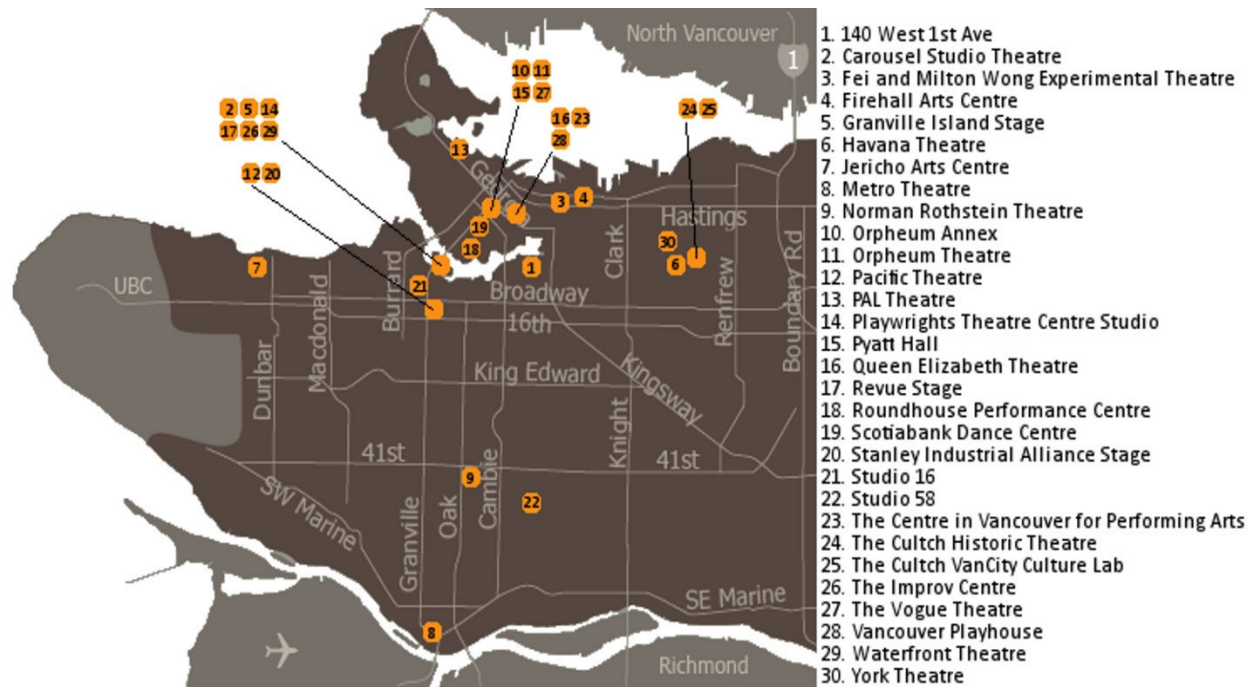 North Vancouver
1
10 11
15 27
2 5 14
17 26 29
16 23
28
24 25
13
12 20
Georgia
3 4
Hastings
19
30
18
6
7
1
Clark
Renfrew
Boundary Rd
UBC
21
Broadway
Burrard
Macdonald
Dunbar
16th
King Edward
Kingsway
Knight
41st
41st
9
22
SW Marine
Granville
Oak
Cambie
SE Marine
8
Richmond
1. 140 West 1st Ave
2. Carousel Studio Theatre
3. Fei and Milton Wong Experimental Theatre
4. Firehall Arts Centre
5. Granville Island Stage
6. Havana Theatre
7. Jericho Arts Centre
8. Metro Theatre
9. Norman Rothstein Theatre
10. Orpheum Annex
11. Orpheum Theatre
12. Pacific Theatre
13. PAL Theatre
14. Playwrights Theatre Centre Studio
15. Pyatt Hall
16. Queen Elizabeth Theatre
17. Revue Stage
18. Roundhouse Performance Centre
19. Scotiabank Dance Centre
20. Stanley Industrial Alliance Stage
21. Studio 16
22. Studio 58
23. The Centre in Vancouver for Performing Arts
24. The Cultch Historic Theatre
25. The Cultch VanCity Culture Lab
26. The Improv Centre
27. The Vogue Theatre
28. Vancouver Playhouse
29. Waterfront Theatre
30. York Theatre